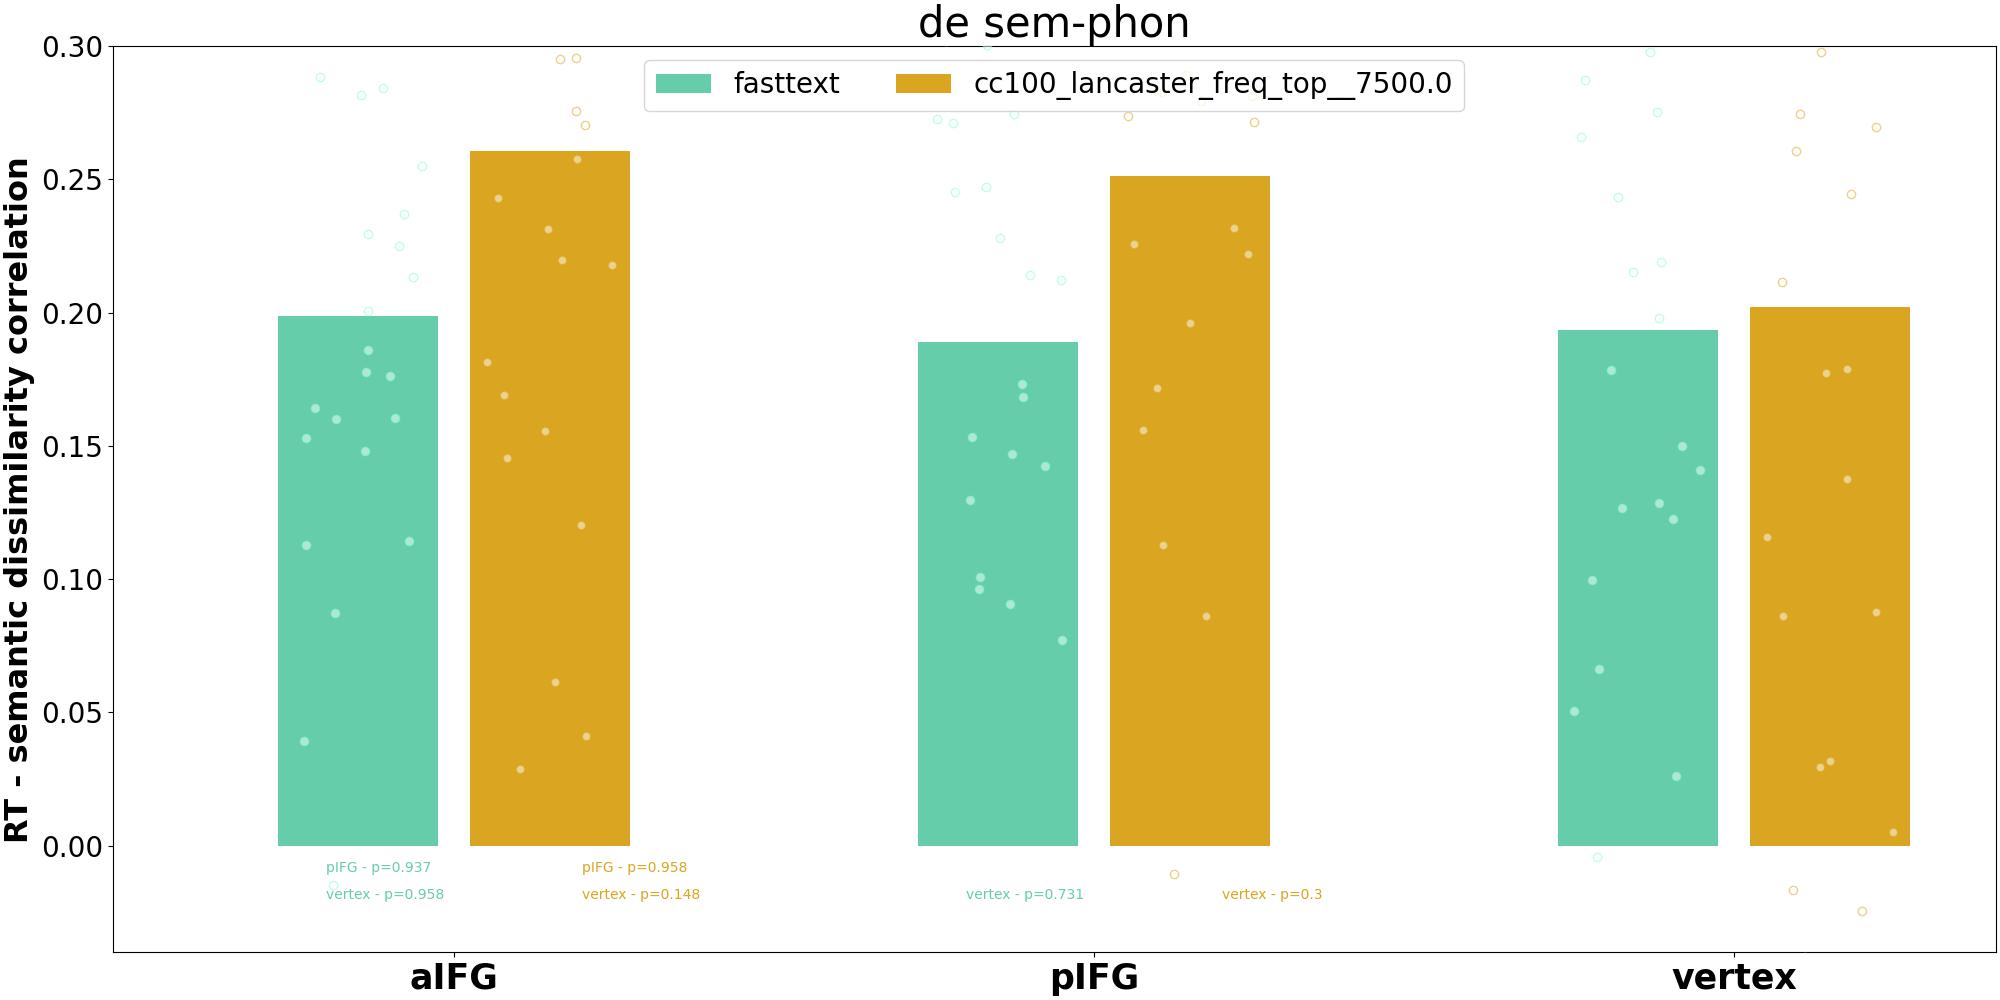 de sem-phon
fasttext
cc100_lancaster_freq_top__7500.0
RT - semantic dissimilarity correlation
0.30
0.25
0.20
0.15
0.10
0.05
0.00
pIFG - p=0.937
vertex - p=0.958
pIFG - p=0.958
vertex - p=0.148
vertex - p=0.731
vertex - p=0.3
aIFG
pIFG
vertex